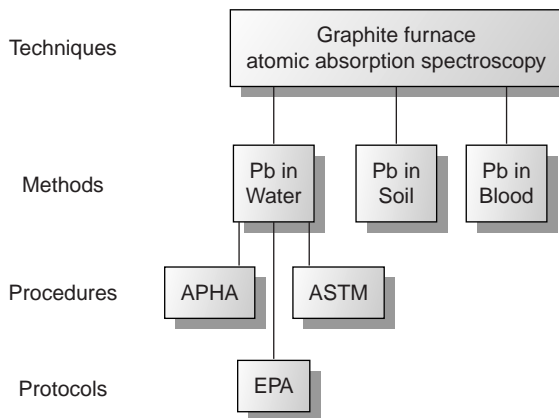 Techniques
Graphite furnace
atomic absorption spectroscopy
Methods
Pb in
Water
Pb in
Soil
Pb in
Blood
Procedures
APHA
ASTM
Protocols
EPA